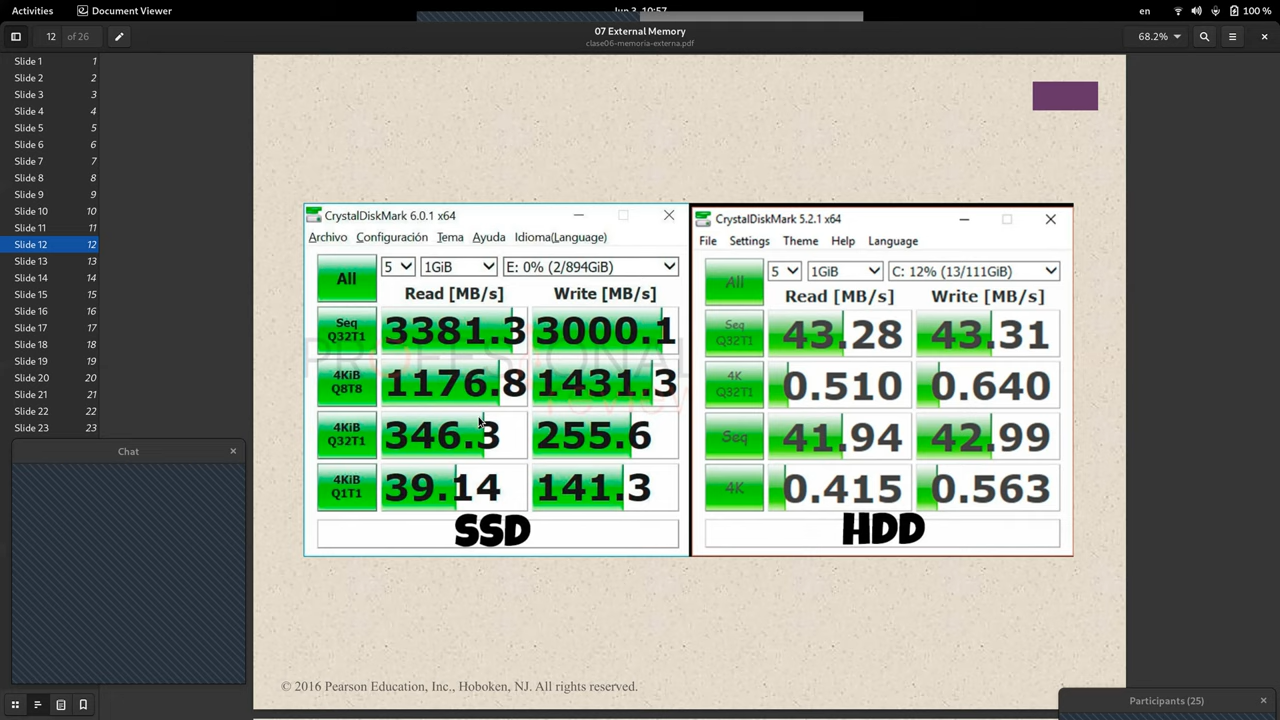 Activities
Document Viewer
Jun 3, 10:57
en
100 %
12 of 26
07 External Memory
clase06-memoria-externa.pdf
68.2%
Slide 1 1
Slide 2 2
Slide 3 3
Slide 4 4
Slide 5 5
Slide 6 6
Slide 7 7
Slide 8 8
Slide 9 9
Slide 10 10
Slide 11 11
Slide 12 12
Slide 13 13
Slide 14 14
Slide 15 15
Slide 16 16
Slide 17 17
Slide 18 18
Slide 19 19
Slide 20 20
Slide 21 21
Slide 22 22
Slide 23 23
Chat
CrystalDiskMark 6.0.1 x64
Archivo Configuración Tema Ayuda Idioma(Language)
All 5 1GiB E: 0% (2/894GiB)
Read [MB/s] Write [MB/s]
Seq Q32T1 3381.3 3000.1
4KiB Q8T8 1176.8 1431.3
4KiB Q32T1 346.3 255.6
4KiB Q1T1 39.14 141.3
SSD
CrystalDiskMark 5.2.1 x64
File Settings Theme Help Language
All 5 1GiB C: 12% (13/111GiB)
Read [MB/s] Write [MB/s]
Seq Q32T1 43.28 43.31
4K Q32T1 0.510 0.640
Seq 41.94 42.99
4K 0.415 0.563
HDD
© 2016 Pearson Education, Inc., Hoboken, NJ. All rights reserved.
Participants (25)